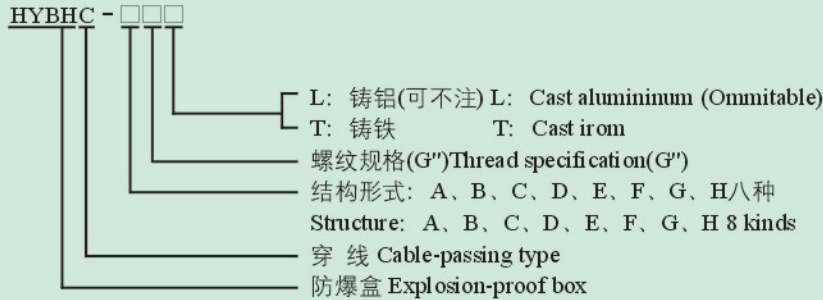 HYBHC-□□□
L: 铸铝(可不注) L: Cast alumininum (Ommitable)
T: 铸铁 T: Cast irom
螺纹规格(G")Thread specification(G")
结构形式: A、B、C、D、E、F、G、H八种
Structure: A、B、C、D、E、F、G、H 8 kinds
穿 线 Cable-passing type
防爆盒 Explosion-proof box